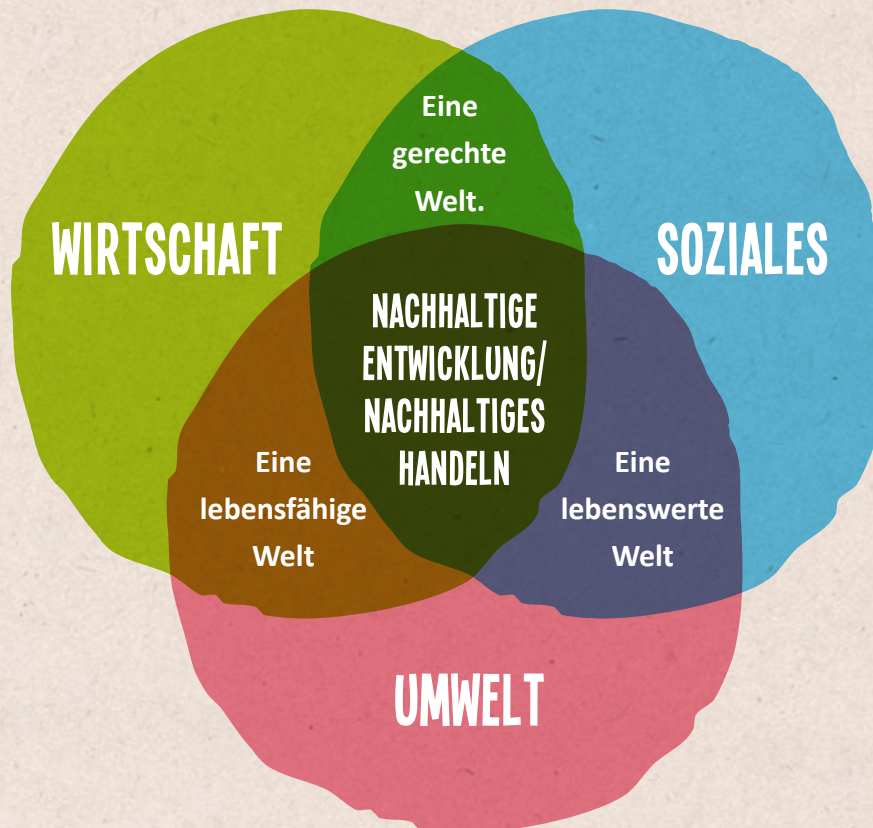 Eine
gerechte
Welt.
WIRTSCHAFT
SOZIALES
NACHHALTIGE
ENTWICKLUNG/
NACHHALTIGES
HANDELN
Eine
lebensfähige
Welt
Eine
lebenswerte
Welt
UMWELT